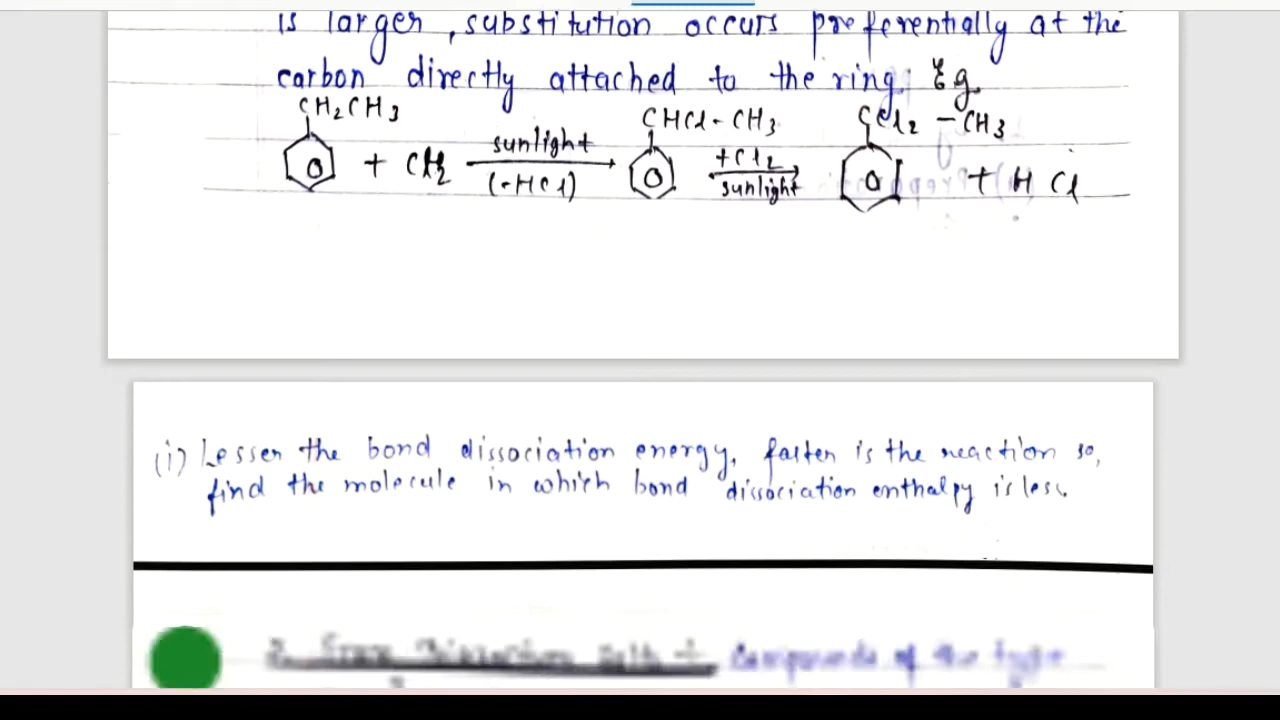 is larger, substitution occurs preferentially at the
carbon directly attached to the ring. Eg.
CH2CH3 CHCl-CH3 CCl2-CH3
+ Cl2 sunlight (-HCl) +Cl2 sunlight + HCl
(i) Lesser the bond dissociation energy, faster is the reaction so,
find the molecule in which bond dissociation enthalpy is less.